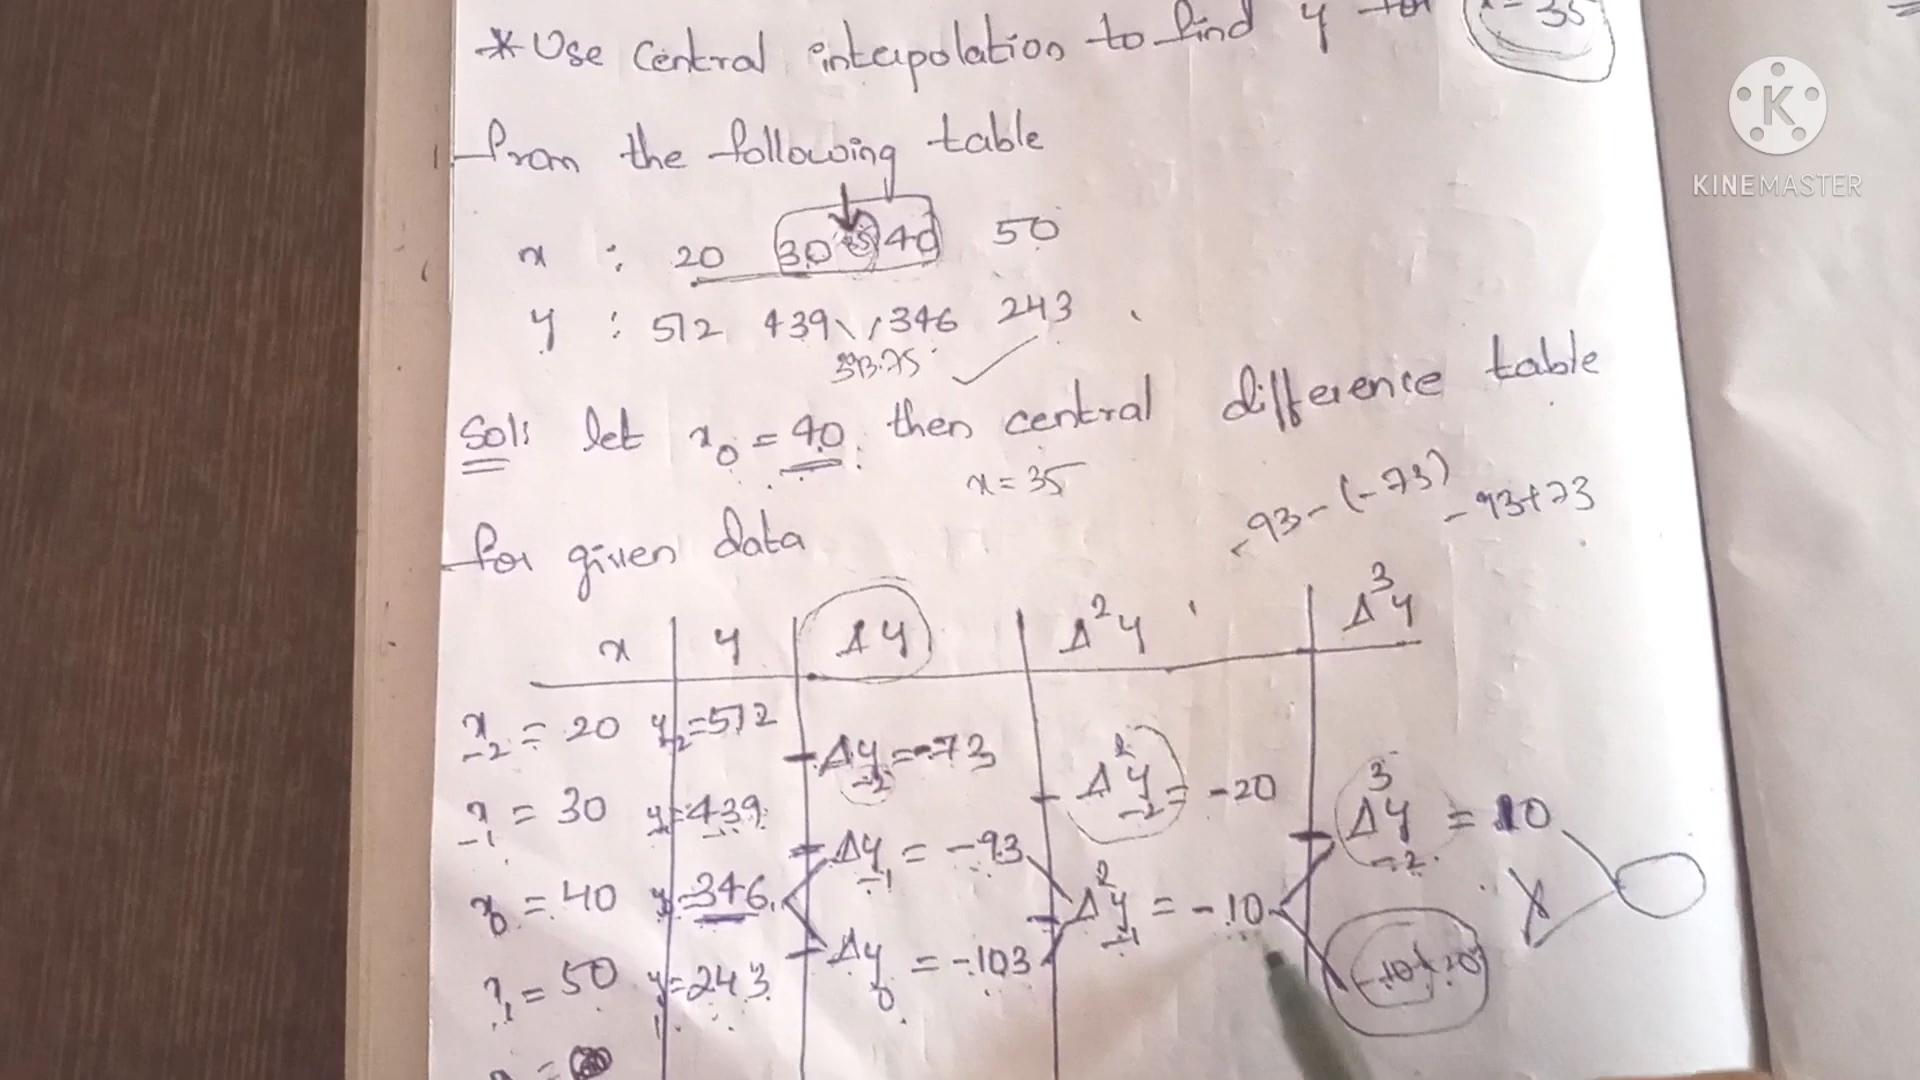 * Use Central interpolation to find y for x = 35
from the following table
x : 20 30 35 40 50
y : 512 439 346 243
393.75
Sol: let x0 = 40. then central difference table
x = 35
-93-(-73) -93+73
for given data
x y Δy Δ²y Δ³y
x-2 = 20 y-2=512 Δy-2=-73 Δ²y-2 = -20
x-1 = 30 y=439 Δy-1 = -93 Δ³y-2 = 10
x0 = 40 y=346 Δ²y-1 = -10
x1 = 50 y=243 Δy0 = -103 -10+20
KINEMASTER